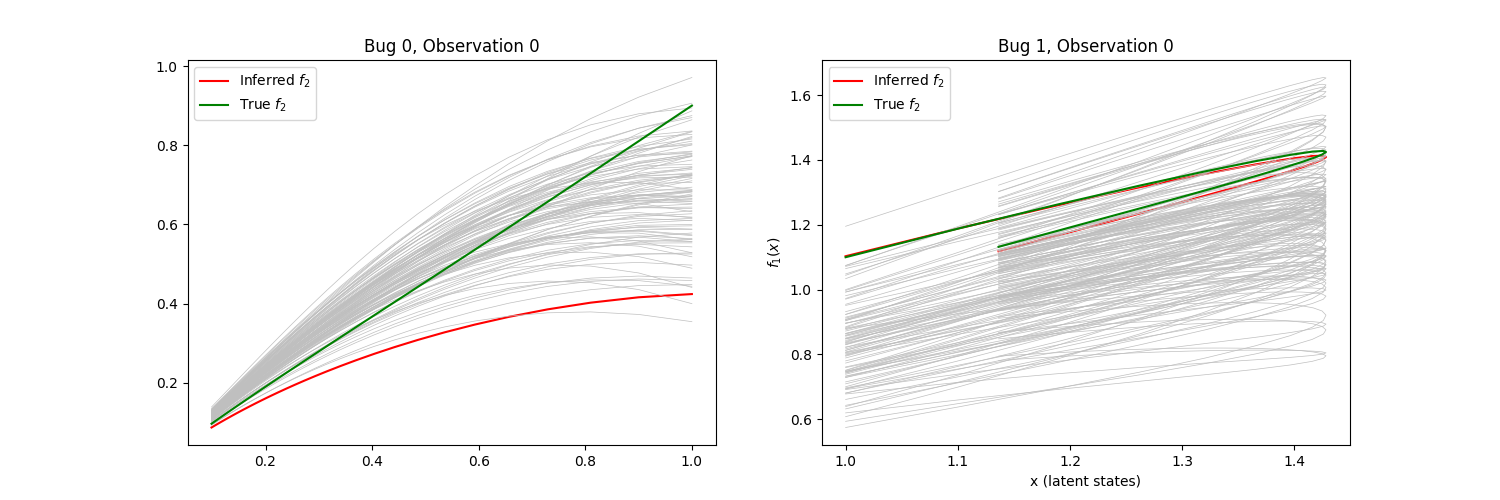 Bug 0, Observation 0
Inferred f₂
True f₂
1.0
0.8
0.6
0.4
0.2
0.2 0.4 0.6 0.8 1.0
Bug 1, Observation 0
Inferred f₂
True f₂
f₁(x)
1.6
1.4
1.2
1.0
0.8
0.6
1.0 1.1 1.2 1.3 1.4
x (latent states)